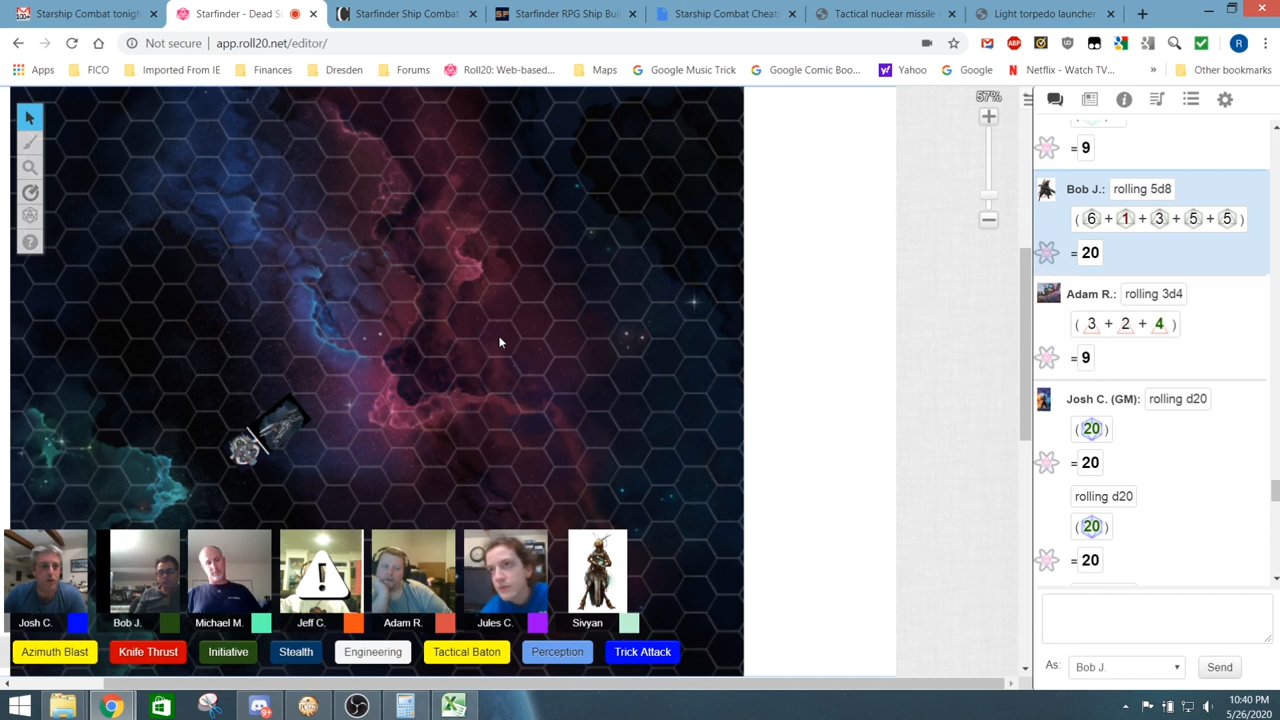 Starship Combat tonigh
Starfinder - Dead S
Starfinder Ship Combat
Starfinder RPG Ship Bui
Starship Combat Cheats
Tactical nuclear missile
Light torpedo launcher
Not secure | app.roll20.net/editor/
Apps FICO Imported From IE Finances Dresden Forums Roll20: Web-based... Maps Google Music Trick Google Comic Boo... Yahoo Google Netflix - Watch TV... » Other bookmarks
57%
= 9
Bob J.: rolling 5d8
( 6 + 1 + 3 + 5 + 5 )
= 20
Adam R.: rolling 3d4
( 3 + 2 + 4 )
= 9
Josh C. (GM): rolling d20
( 20 )
= 20
rolling d20
( 20 )
= 20
Josh C. Bob J. Michael M. Jeff C. Adam R. Jules C. Sivyan
Azimuth Blast Knife Thrust Initiative Stealth Engineering Tactical Baton Perception Trick Attack
As: Bob J. Send
10:40 PM
5/26/2020